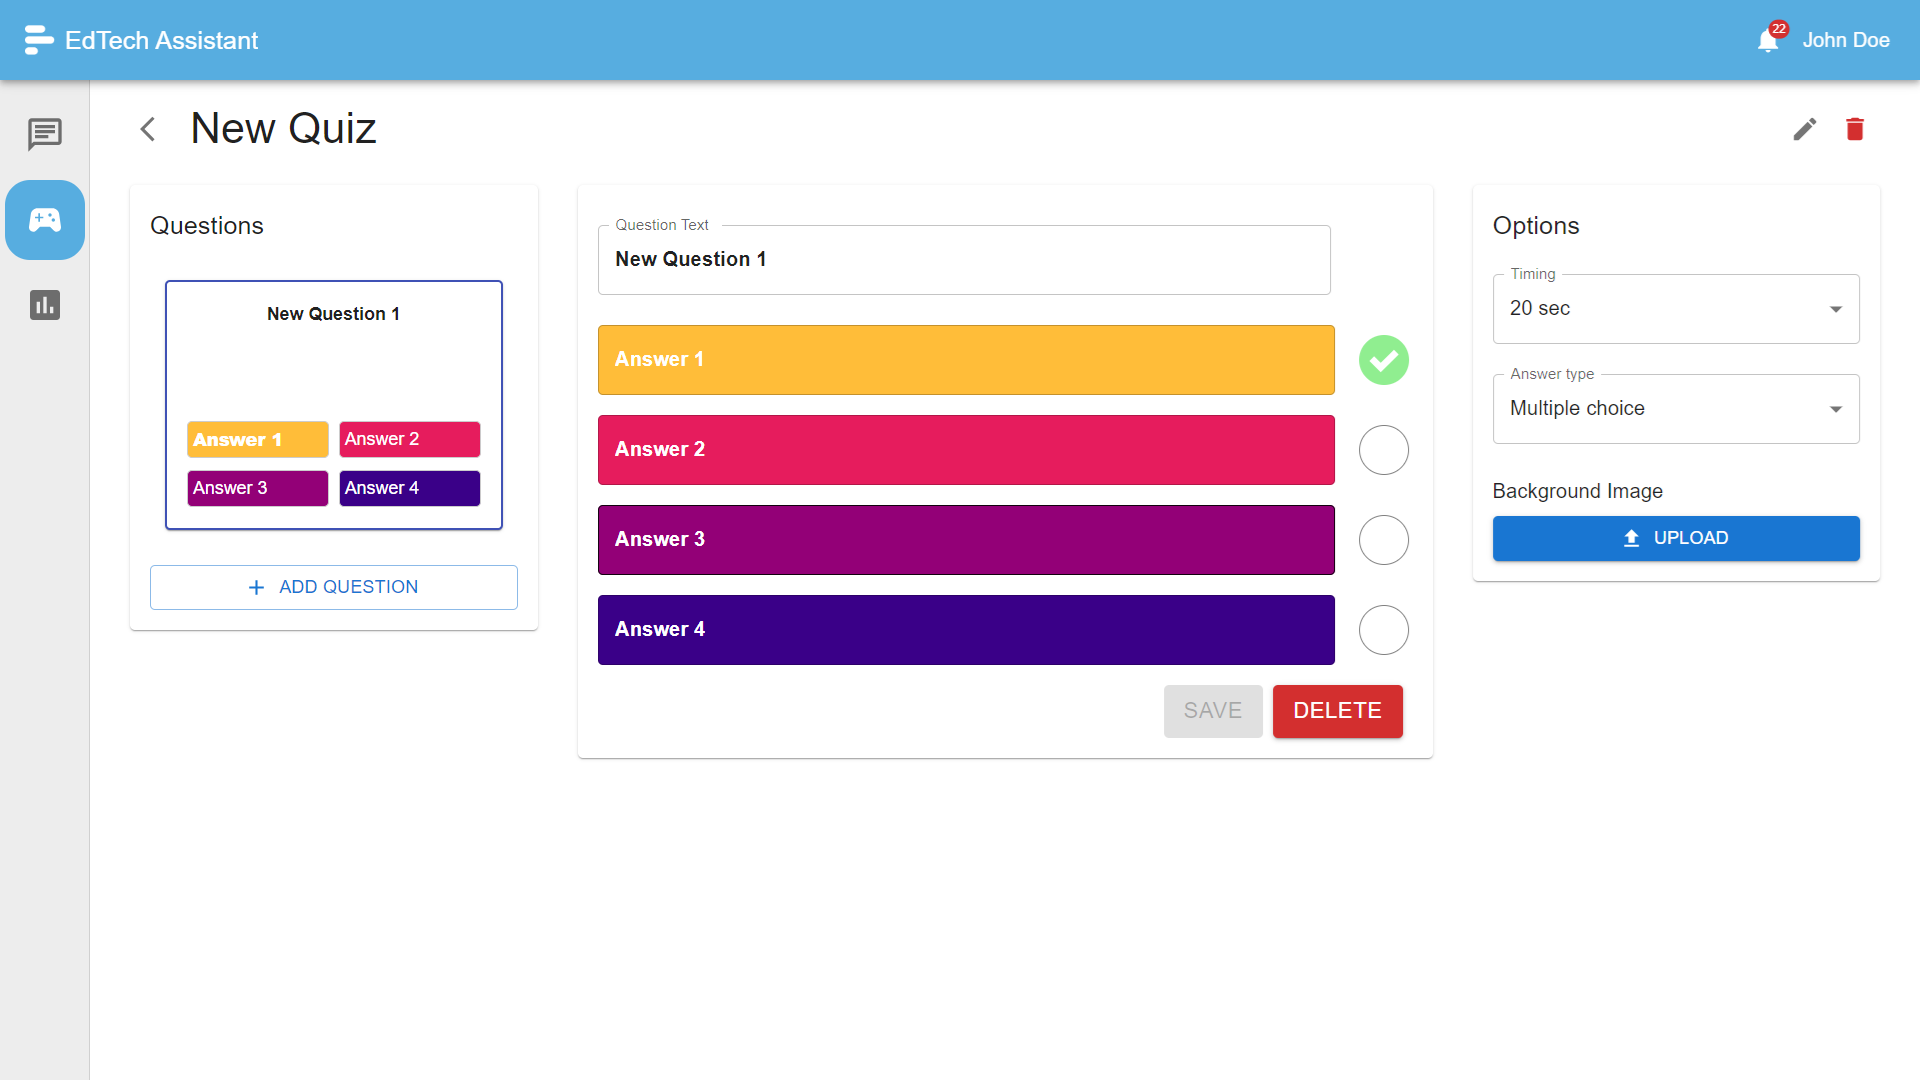 EdTech Assistant
22
John Doe
New Quiz
Questions
New Question 1
Answer 1
Answer 2
Answer 3
Answer 4
ADD QUESTION
Question Text
New Question 1
Answer 1
Answer 2
Answer 3
Answer 4
SAVE
DELETE
Options
Timing
20 sec
Answer type
Multiple choice
Background Image
UPLOAD